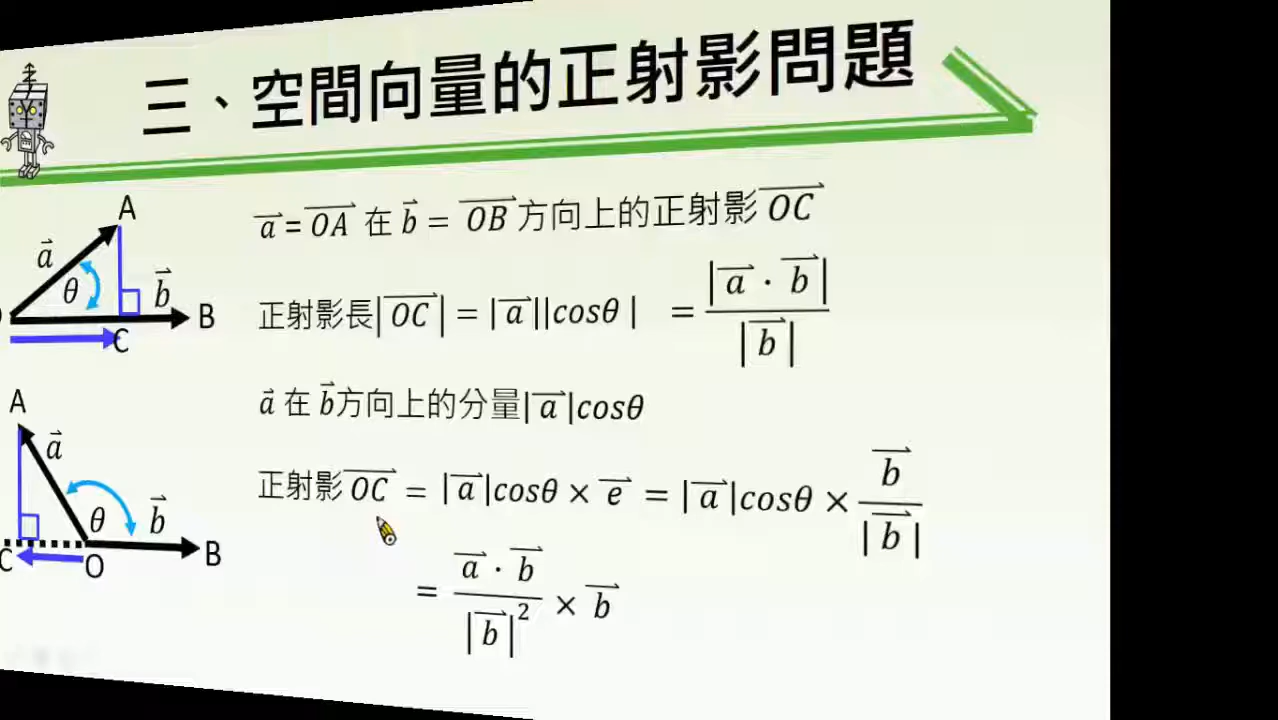 三、空間向量的正射影問題
A
a⃗
θ
b⃗
B
C
a⃗ = OA⃗ 在 b⃗ = OB⃗ 方向上的正射影 OC⃗
正射影長|OC⃗| = |a⃗||cosθ| = |a⃗ · b⃗| / |b⃗|
a⃗ 在 b⃗方向上的分量|a⃗|cosθ
A
a⃗
θ
b⃗
B
C
O
正射影OC⃗ = |a⃗|cosθ × e⃗ = |a⃗|cosθ × b⃗ / |b⃗|
= a⃗ · b⃗ / |b⃗|² × b⃗